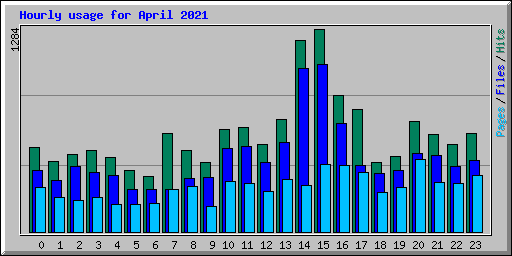 Hourly usage for April 2021
1284
Pages / Files / Hits
0 1 2 3 4 5 6 7 8 9 10 11 12 13 14 15 16 17 18 19 20 21 22 23